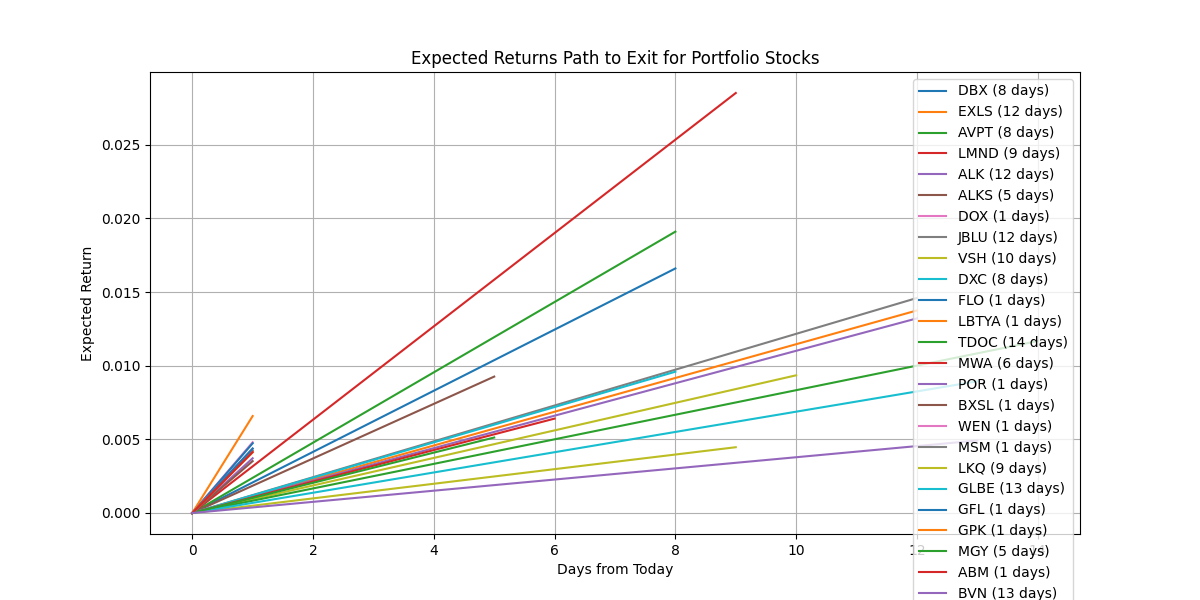 Expected Returns Path to Exit for Portfolio Stocks
Expected Return
0.025
0.020
0.015
0.010
0.005
0.000
0
2
4
6
8
10
12
14
Days from Today
DBX (8 days)
EXLS (12 days)
AVPT (8 days)
LMND (9 days)
ALK (12 days)
ALKS (5 days)
DOX (1 days)
JBLU (12 days)
VSH (10 days)
DXC (8 days)
FLO (1 days)
LBTYA (1 days)
TDOC (14 days)
MWA (6 days)
POR (1 days)
BXSL (1 days)
WEN (1 days)
MSM (1 days)
LKQ (9 days)
GLBE (13 days)
GFL (1 days)
GPK (1 days)
MGY (5 days)
ABM (1 days)
BVN (13 days)